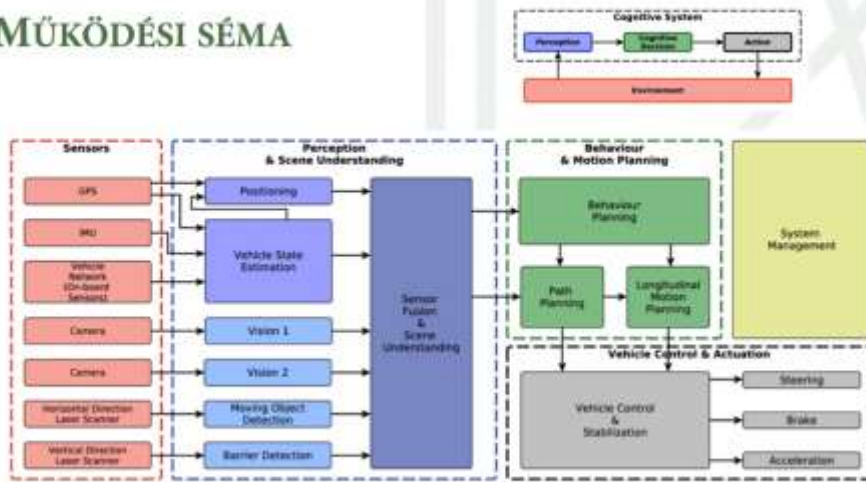 MŰKÖDÉSI SÉMA
Cognitive System
Perception
Cognitive
Decision
Action
Environment
Sensors
GPS
IMU
Vehicle
Network
(On-board
Sensors)
Camera
Camera
Horizontal Direction
Laser Scanner
Vertical Direction
Laser Scanner
Perception
& Scene Understanding
Positioning
Vehicle State
Estimation
Vision 1
Vision 2
Moving Object
Detection
Barrier Detection
Sensor
Fusion
&
Scene
Understanding
Behaviour
& Motion Planning
Behaviour
Planning
Path
Planning
Longitudinal
Motion
Planning
System
Management
Vehicle Control & Actuation
Vehicle Control
&
Stabilization
Steering
Brake
Acceleration